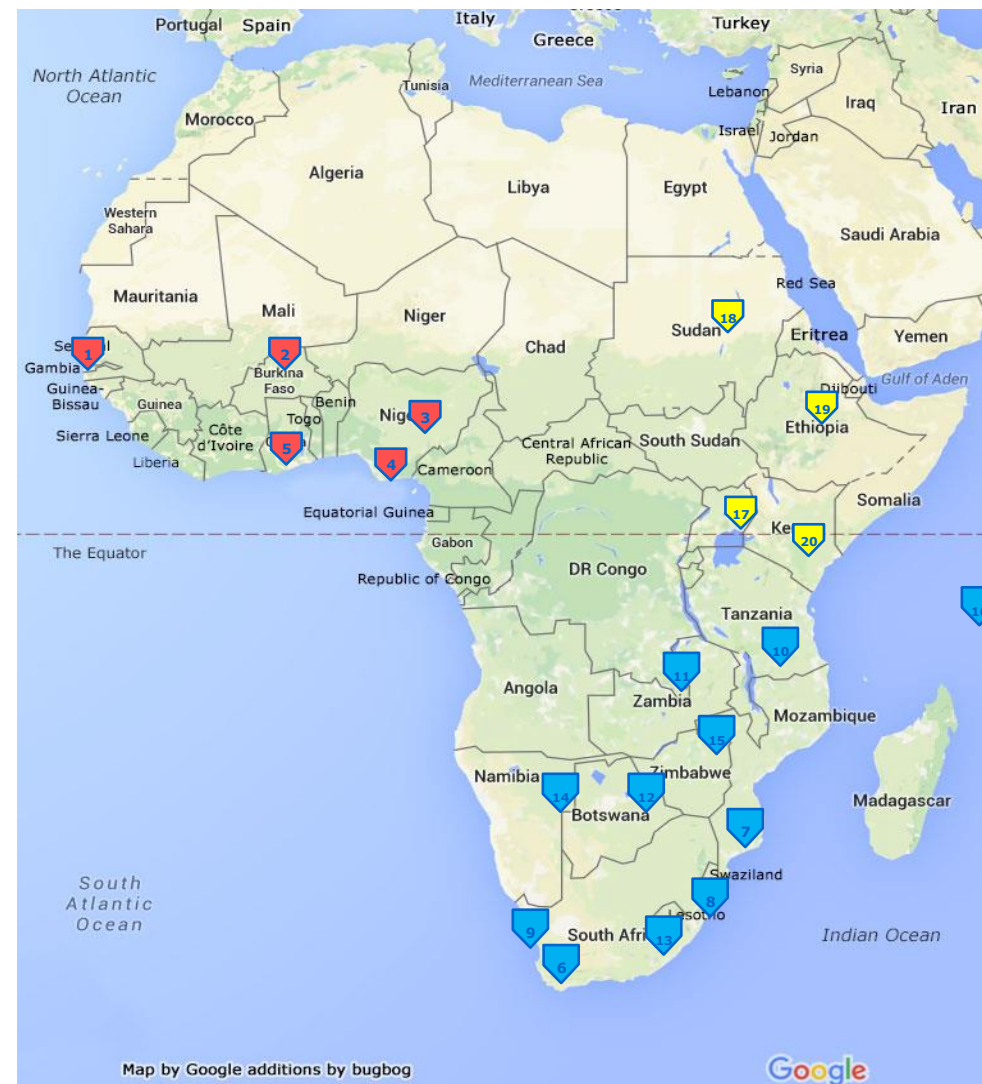 Portugal
Spain
Italy
Turkey
Greece
North Atlantic
Ocean
Tunisia
Mediterranean Sea
Syria
Lebanon
Iraq
Iran
Morocco
Israel
Jordan
Algeria
Libya
Egypt
Western
Sahara
Saudi Arabia
Red Sea
Mauritania
Mali
Niger
Chad
Sudan
18
Eritrea
Yemen
1
2
Gambia
Burkina
Faso
Djibouti
Gulf of Aden
Guinea-
Bissau
Guinea
Benin
Togo
3
19
Ethiopia
Sierra Leone
Côte
d'Ivoire
5
4
Liberia
Cameroon
Central African
Republic
South Sudan
Somalia
Equatorial Guinea
17
Ke
20
The Equator
Gabon
Republic of Congo
DR Congo
Tanzania
10
11
Angola
Zambia
Mozambique
15
Namibia
14
Zimbabwe
12
Botswana
Madagascar
7
Swaziland
8
Lesotho
South
Atlantic
Ocean
9
South Afri
13
6
Indian Ocean
Map by Google additions by bugbog
Google